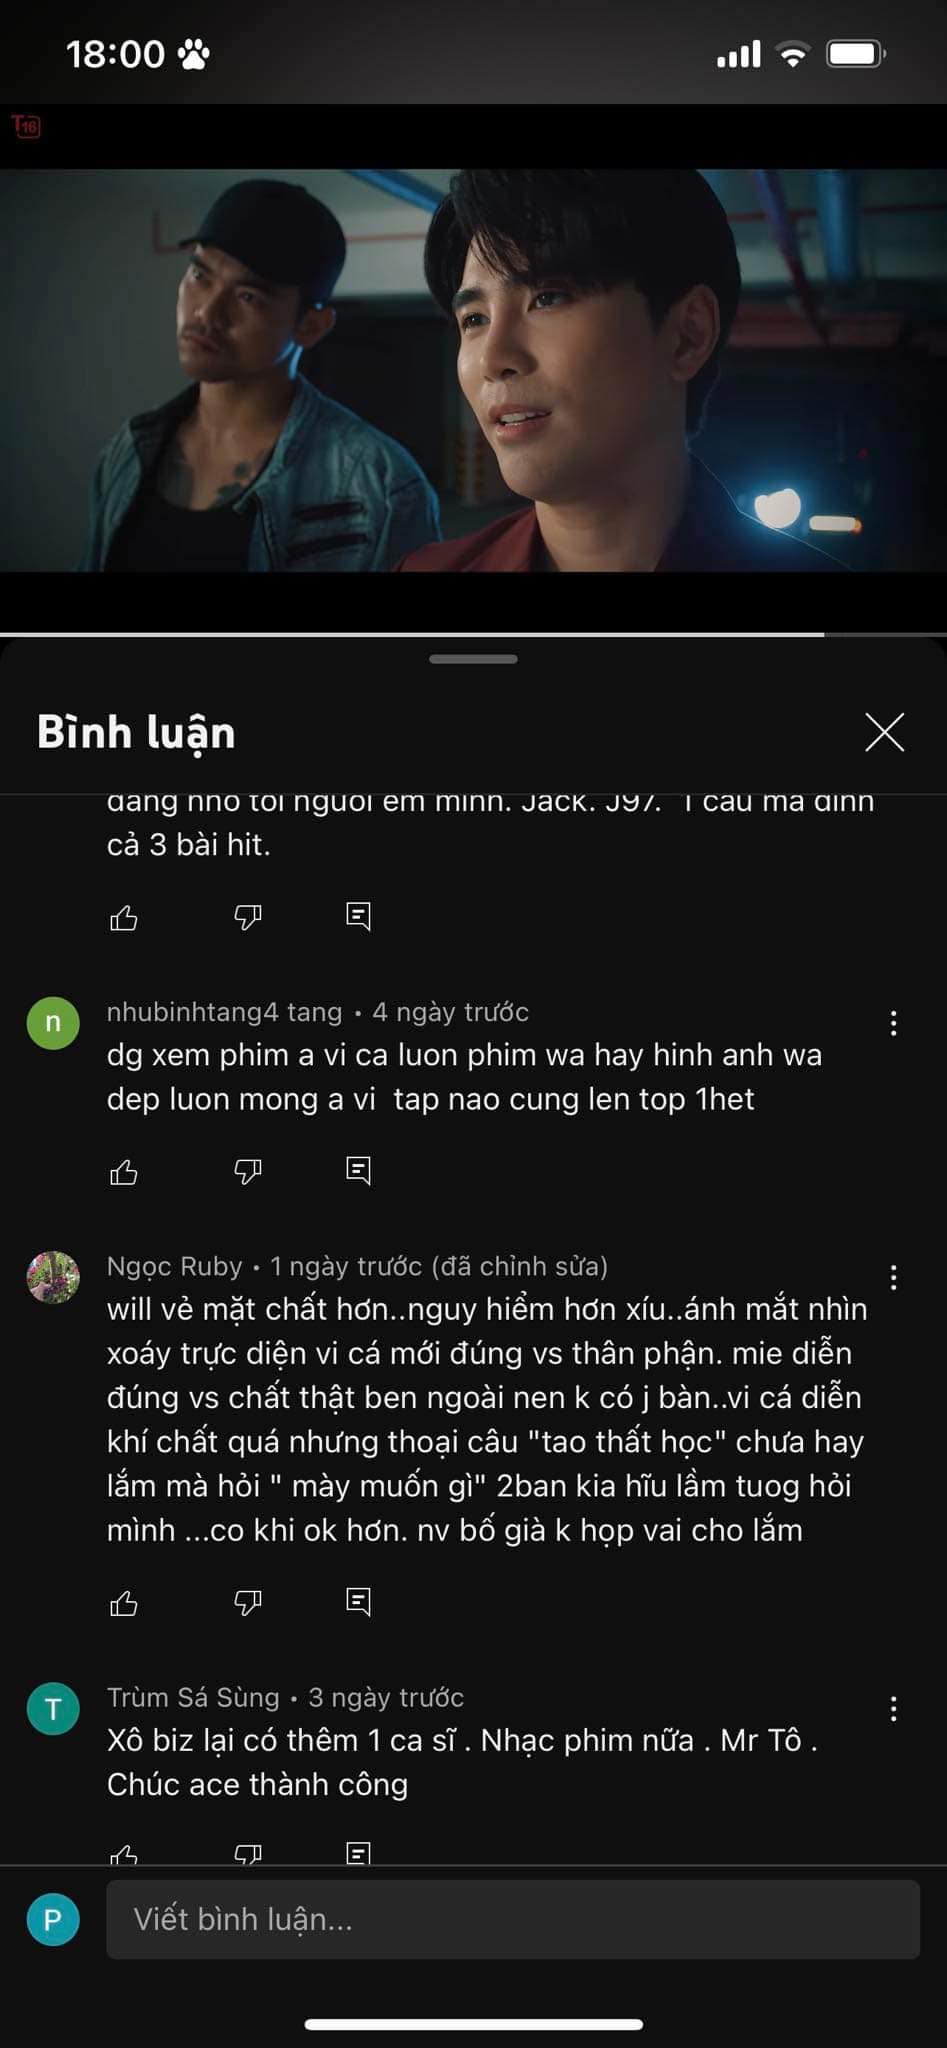 18:00
T16
Bình luận
đáng nhớ tới người em mình. Jack. J97. 1 câu mà dính
cả 3 bài hit.
n
nhubinhtang4 tang • 4 ngày trước
dg xem phim a vi ca luon phim wa hay hinh anh wa
dep luon mong a vi  tap nao cung len top 1het
Ngọc Ruby • 1 ngày trước (đã chỉnh sửa)
will vẻ mặt chất hơn..nguy hiểm hơn xíu..ánh mắt nhìn
xoáy trực diện vi cá mới đúng vs thân phận. mie diễn
đúng vs chất thật ben ngoài nen k có j bàn..vi cá diễn
khí chất quá nhưng thoại câu "tao thất học" chưa hay
lắm mà hỏi " mày muốn gì" 2ban kia hĩu lầm tuog hỏi
mình ...co khi ok hơn. nv bố già k họp vai cho lắm
T
Trùm Sá Sùng • 3 ngày trước
Xô biz lại có thêm 1 ca sĩ . Nhạc phim nữa . Mr Tô .
Chúc ace thành công
P
Viết bình luận...